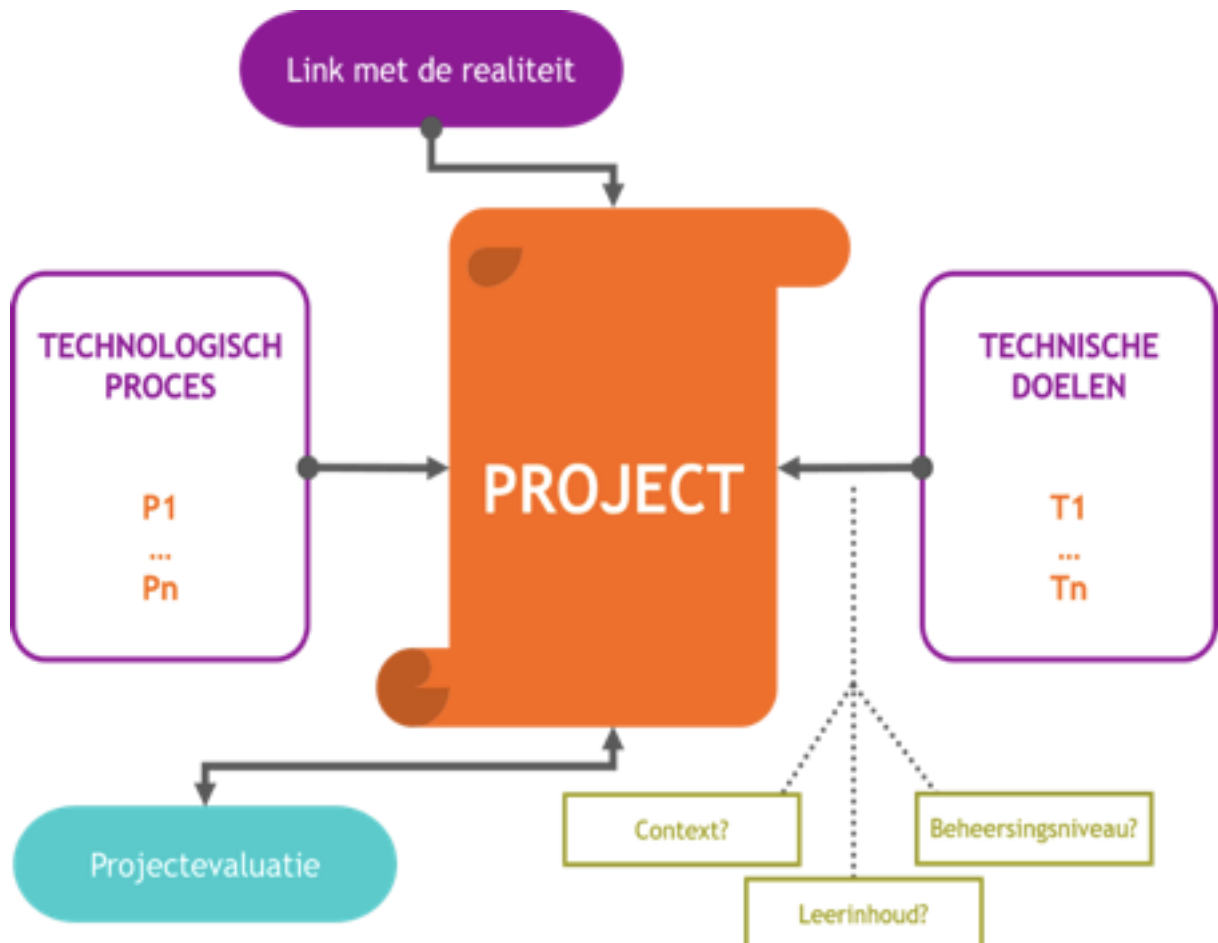 Link met de realiteit
TECHNOLOGISCH
PROCES
P1
...
Pn
PROJECT
TECHNISCHE
DOELEN
T1
...
Tn
Projectevaluatie
Context?
Beheersingsniveau?
Leerinhoud?